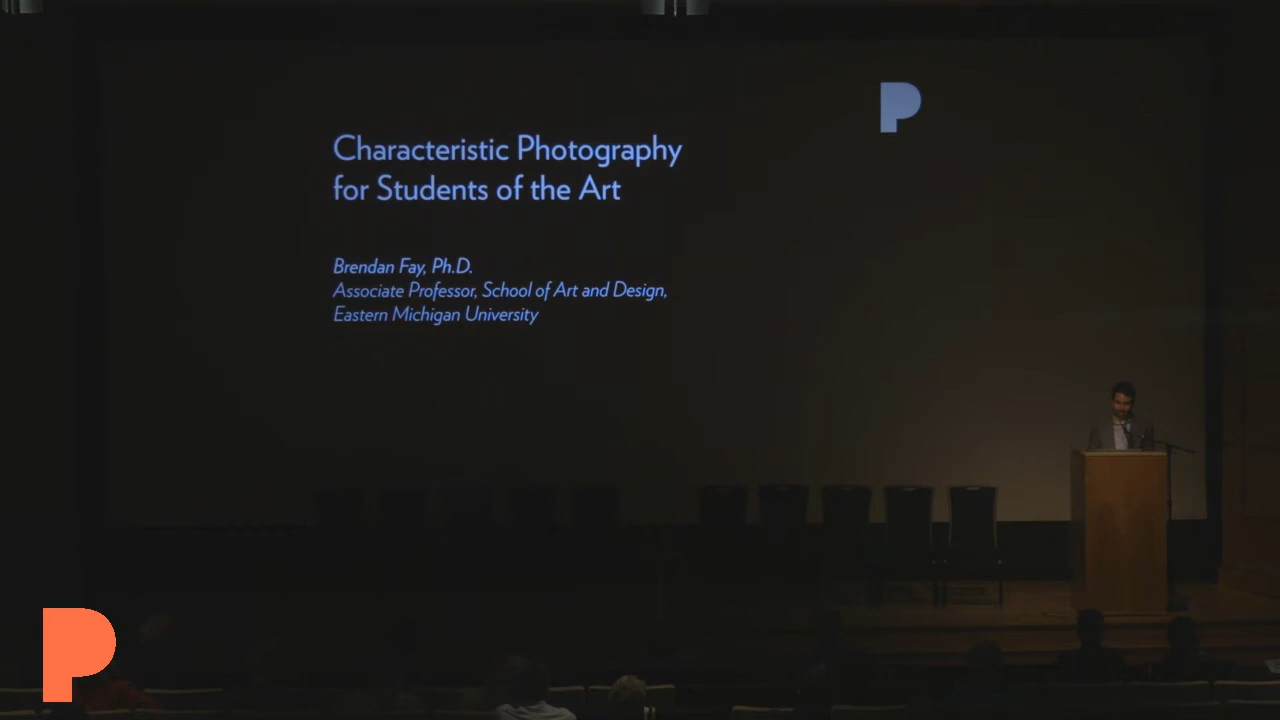 P
Characteristic Photography
for Students of the Art
Brendan Fay, Ph.D.
Associate Professor, School of Art and Design,
Eastern Michigan University
P